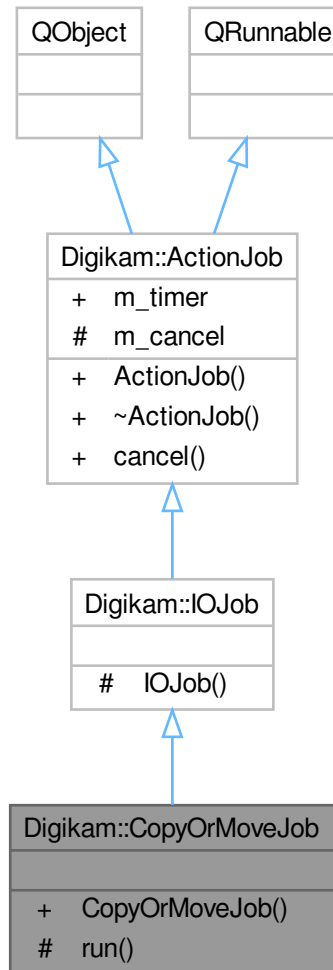 QObject
QRunnable
Digikam::ActionJob
+ m_timer
# m_cancel
+ ActionJob()
+ ~ActionJob()
+ cancel()
Digikam::IOJob
# IOJob()
Digikam::CopyOrMoveJob
+ CopyOrMoveJob()
# run()